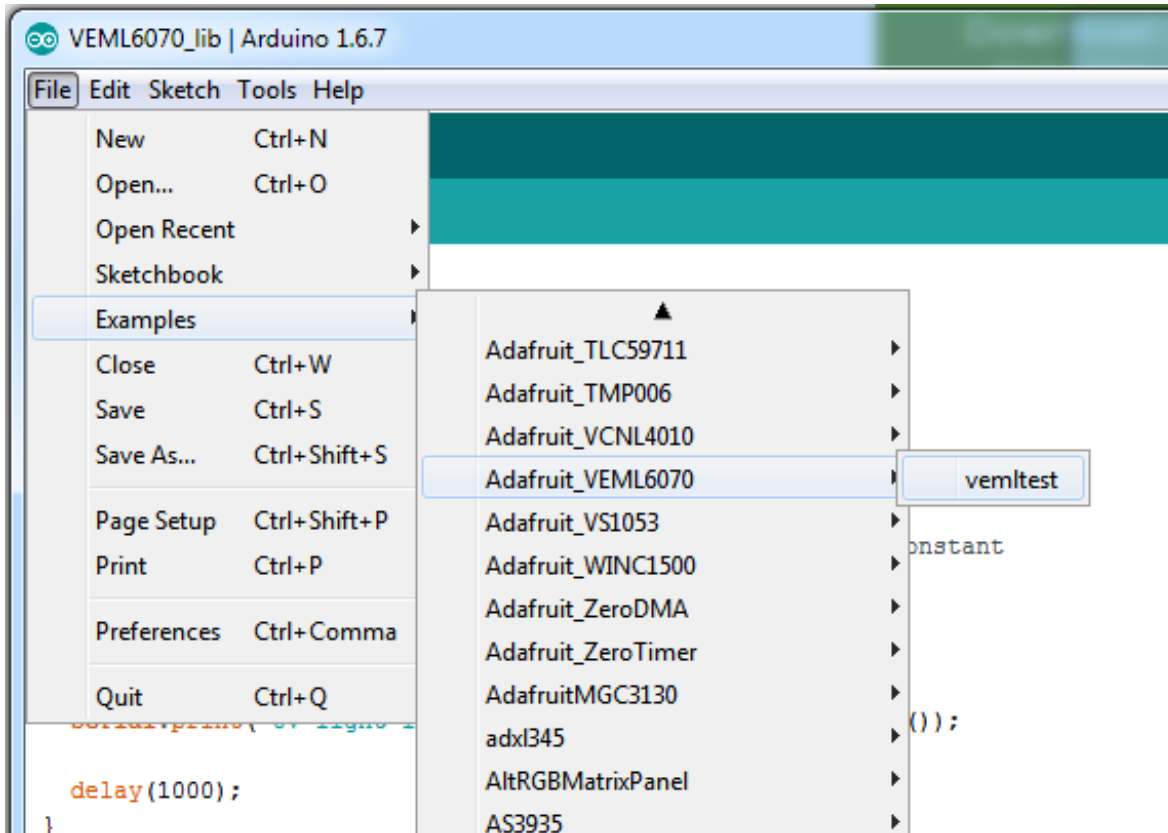 VEML6070_lib | Arduino 1.6.7
File Edit Sketch Tools Help
New Ctrl+N
Open... Ctrl+O
Open Recent
Sketchbook
Examples
Close Ctrl+W
Save Ctrl+S
Save As... Ctrl+Shift+S
Page Setup Ctrl+Shift+P
Print Ctrl+P
Preferences Ctrl+Comma
Quit Ctrl+Q
Adafruit_TLC59711
Adafruit_TMP006
Adafruit_VCNL4010
Adafruit_VEML6070
Adafruit_VS1053
Adafruit_WINC1500
Adafruit_ZeroDMA
Adafruit_ZeroTimer
AdafruitMGC3130
adxl345
AltRGBMatrixPanel
AS3935
vemltest
onstant
());
delay(1000);
}